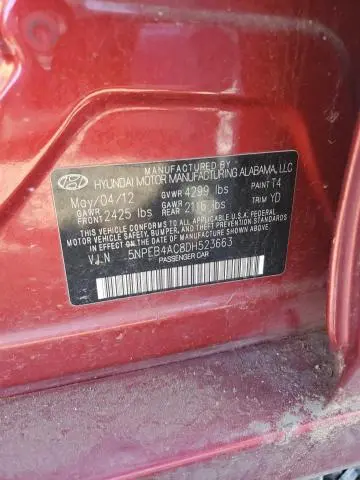 MANUFACTURED BY
HYUNDAI MOTOR MANUFACTURING ALABAMA, LLC
May/04/12 GVWR 4299 lbs PAINT T4
GAWR FRONT 2425 lbs GAWR REAR 2116 lbs TRIM YD
THIS VEHICLE CONFORMS TO ALL APPLICABLE U.S. FEDERAL
MOTOR VEHICLE SAFETY, BUMPER, AND THEFT PREVENTION STANDARDS
IN EFFECT ON THE DATE OF MANUFACTURE SHOWN ABOVE.
V.I.N 5NPEB4AC8DH523663
PASSENGER CAR